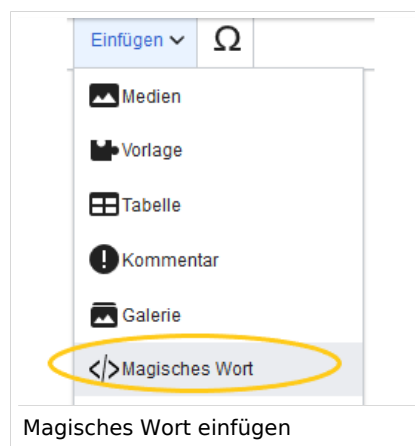 Einfügen Ω
Medien
Vorlage
Tabelle
Kommentar
Galerie
</>Magisches Wort
Magisches Wort einfügen